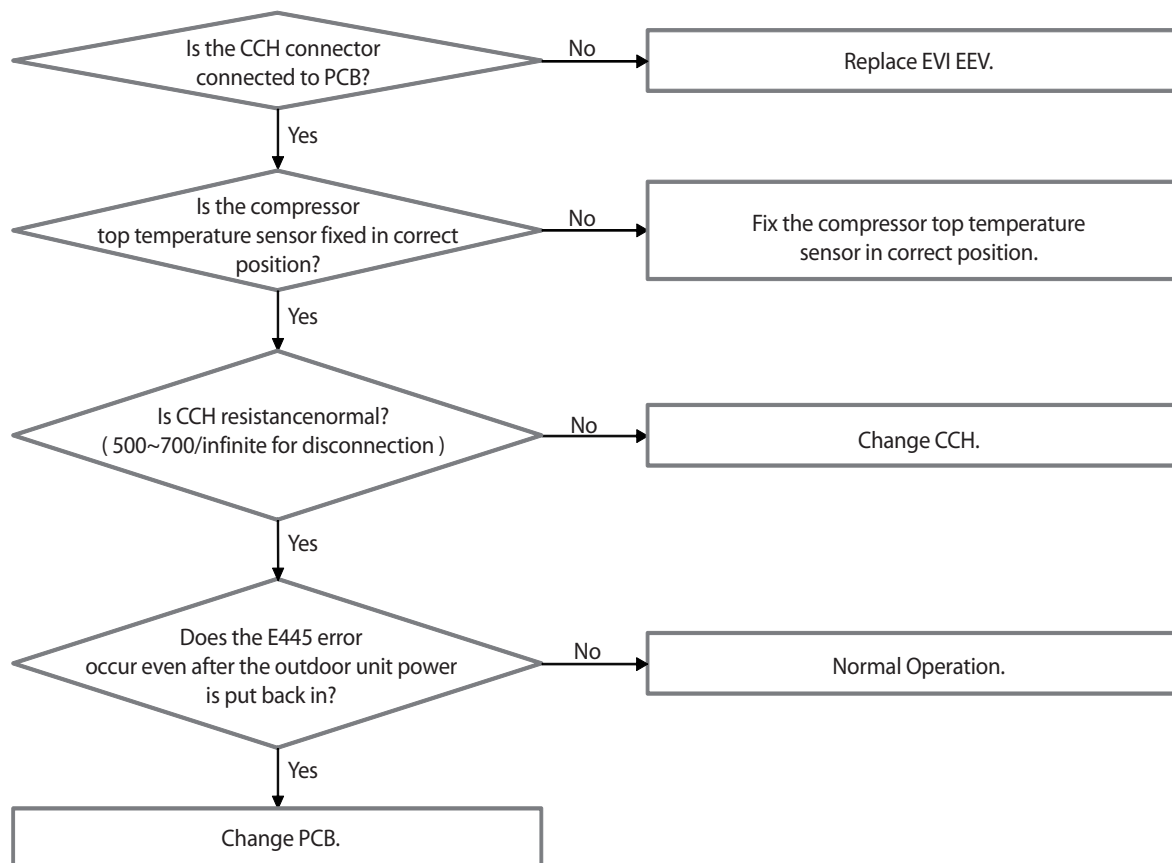 Is the CCH connector
connected to PCB?
No
Replace EVI EEV.
Yes
Is the compressor
top temperature sensor fixed in correct
position?
No
Fix the compressor top temperature
sensor in correct position.
Yes
Is CCH resistancenormal?
( 500~700/infinite for disconnection )
No
Change CCH.
Yes
Does the E445 error
occur even after the outdoor unit power
is put back in?
No
Normal Operation.
Yes
Change PCB.